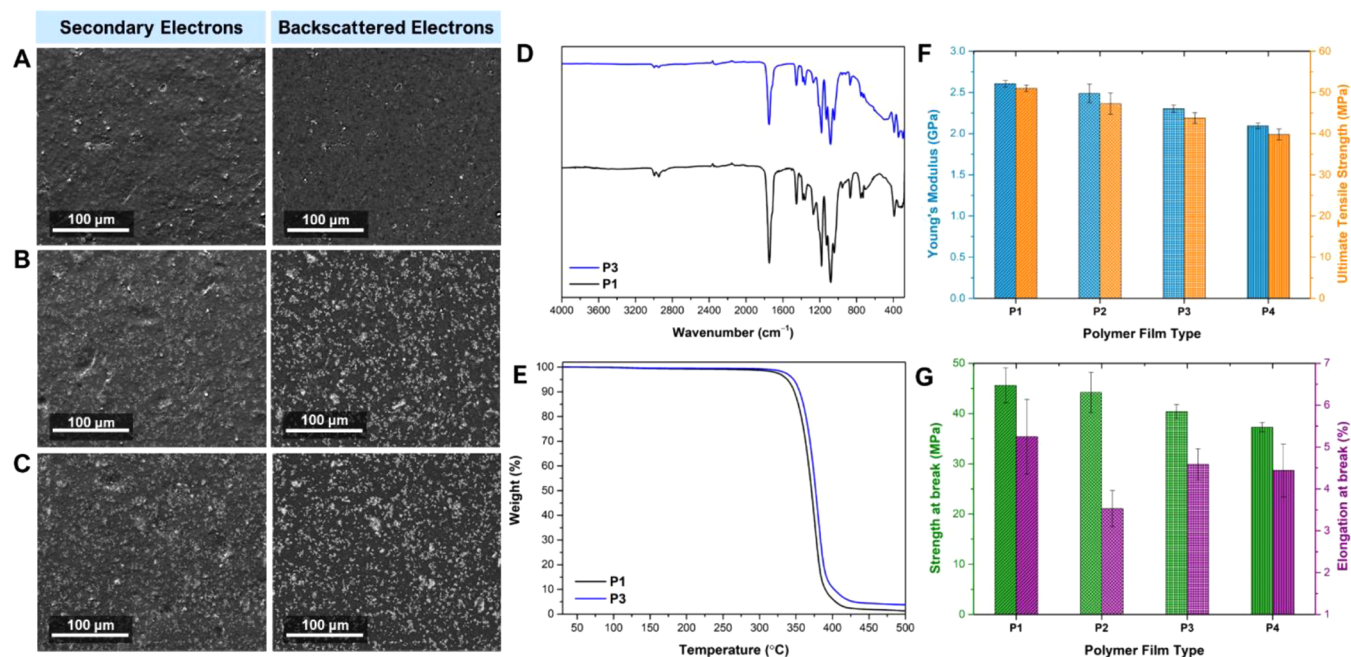 Secondary Electrons
Backscattered Electrons
A
100 µm
100 µm
B
100 µm
100 µm
C
100 µm
100 µm
D
P3
P1
4000 3600 3200 2800 2400 2000 1600 1200 800 400
Wavenumber (cm⁻¹)
E
100
90
80
70
60
50
40
30
20
10
0
Weight (%)
P1
P3
50 100 150 200 250 300 350 400 450 500
Temperature (°C)
F
3.0
2.5
2.0
1.5
1.0
0.5
0.0
Young's Modulus (GPa)
60
50
40
30
20
10
0
Ultimate Tensile Strength (MPa)
P1 P2 P3 P4
Polymer Film Type
G
50
40
30
20
10
0
Strength at break (MPa)
7
6
5
4
3
2
1
Elongation at break (%)
P1 P2 P3 P4
Polymer Film Type